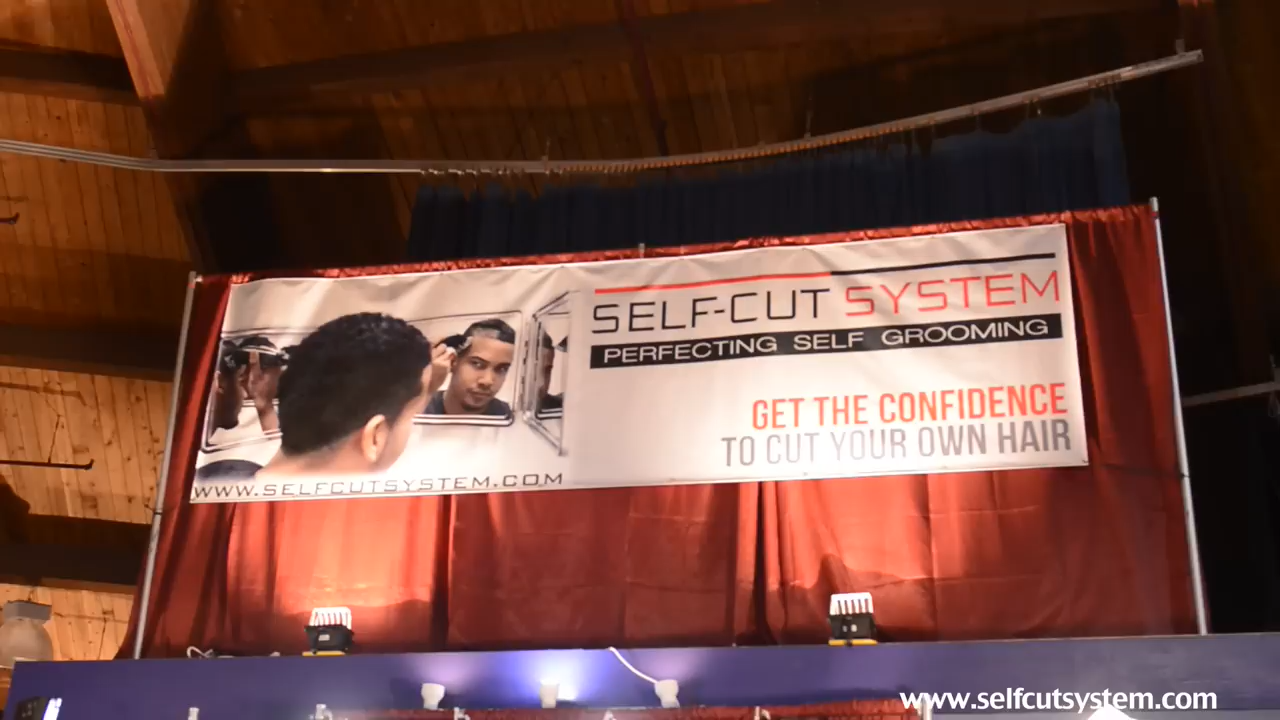 SELF-CUT SYSTEM
PERFECTING SELF GROOMING
GET THE CONFIDENCE
TO CUT YOUR OWN HAIR
WWW.SELFCUTSYSTEM.COM
www.selfcutsystem.com